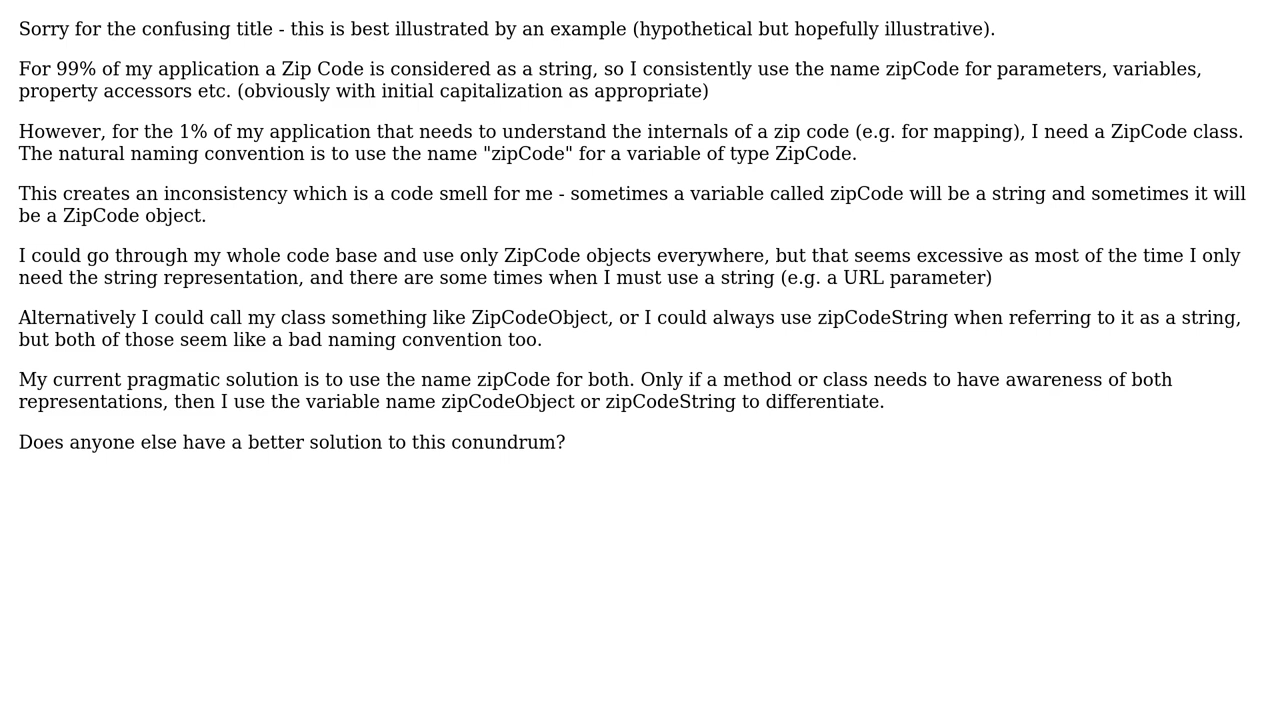 Sorry for the confusing title - this is best illustrated by an example (hypothetical but hopefully illustrative).
For 99% of my application a Zip Code is considered as a string, so I consistently use the name zipCode for parameters, variables,
property accessors etc. (obviously with initial capitalization as appropriate)
However, for the 1% of my application that needs to understand the internals of a zip code (e.g. for mapping), I need a ZipCode class.
The natural naming convention is to use the name "zipCode" for a variable of type ZipCode.
This creates an inconsistency which is a code smell for me - sometimes a variable called zipCode will be a string and sometimes it will
be a ZipCode object.
I could go through my whole code base and use only ZipCode objects everywhere, but that seems excessive as most of the time I only
need the string representation, and there are some times when I must use a string (e.g. a URL parameter)
Alternatively I could call my class something like ZipCodeObject, or I could always use zipCodeString when referring to it as a string,
but both of those seem like a bad naming convention too.
My current pragmatic solution is to use the name zipCode for both. Only if a method or class needs to have awareness of both
representations, then I use the variable name zipCodeObject or zipCodeString to differentiate.
Does anyone else have a better solution to this conundrum?